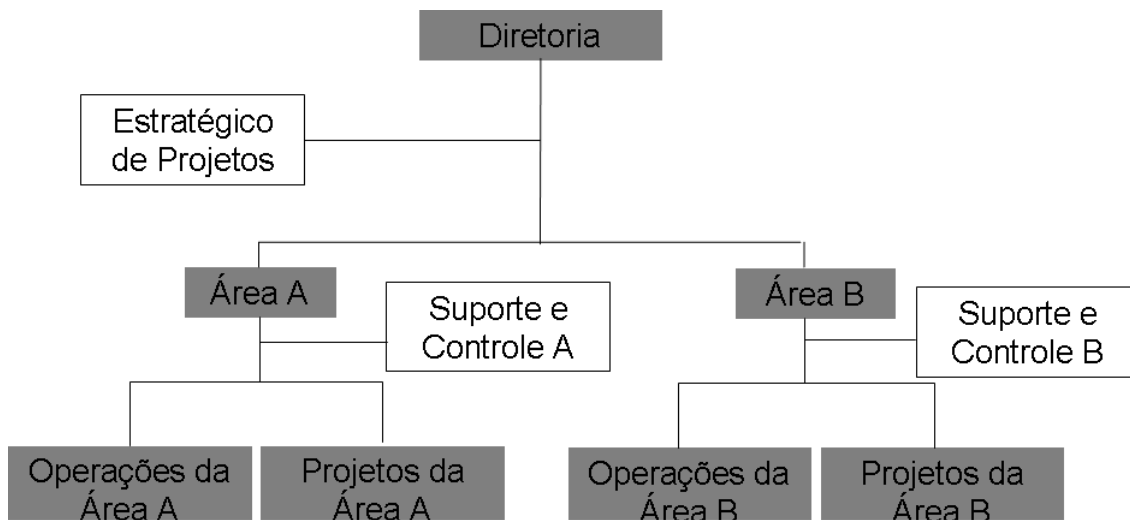 Diretoria
Estratégico
de Projetos
Área A
Suporte e
Controle A
Área B
Suporte e
Controle B
Operações da
Área A
Projetos da
Área A
Operações da
Área B
Projetos da
Área B